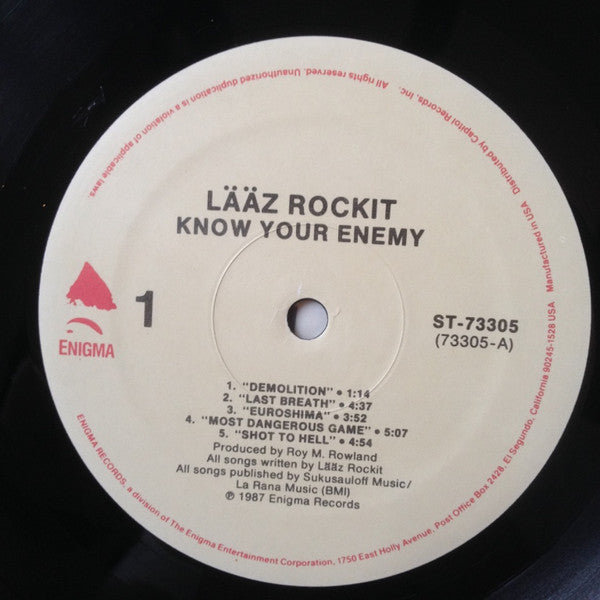 LÄÄZ ROCKIT
KNOW YOUR ENEMY
1
ENIGMA
ST-73305
(73305-A)
1. "DEMOLITION" • 1:14
2. "LAST BREATH" • 4:37
3. "EUROSHIMA" • 3:52
4. "MOST DANGEROUS GAME" • 5:07
5. "SHOT TO HELL" • 4:54
Produced by Roy M. Rowland
All songs written by Lääz Rockit
All songs published by Sukusauloff Music/
La Rana Music (BMI)
℗ 1987 Enigma Records
ENIGMA RECORDS, a division of The Enigma Entertainment Corporation, 1750 East Holly Avenue, Post Office Box 2428, El Segundo, California 90245-1528 USA Manufactured in USA Distributed by Capitol Records, Inc. All rights reserved. Unauthorized duplication is a violation of applicable laws.